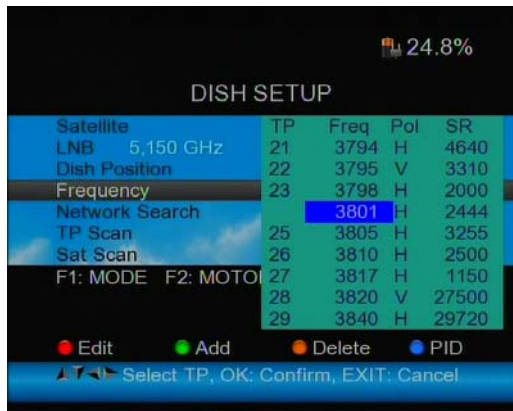 24.8%
DISH SETUP
Satellite TP Freq Pol SR
LNB 5,150 GHz 21 3794 H 4640
Dish Position 22 3795 V 3310
Frequency 23 3798 H 2000
Network Search 3801 H 2444
TP Scan 25 3805 H 3255
Sat Scan 26 3810 H 2500
F1: MODE F2: MOTO 27 3817 H 1150
28 3820 V 27500
29 3840 H 29720
Edit Add Delete PID
Select TP, OK: Confirm, EXIT: Cancel